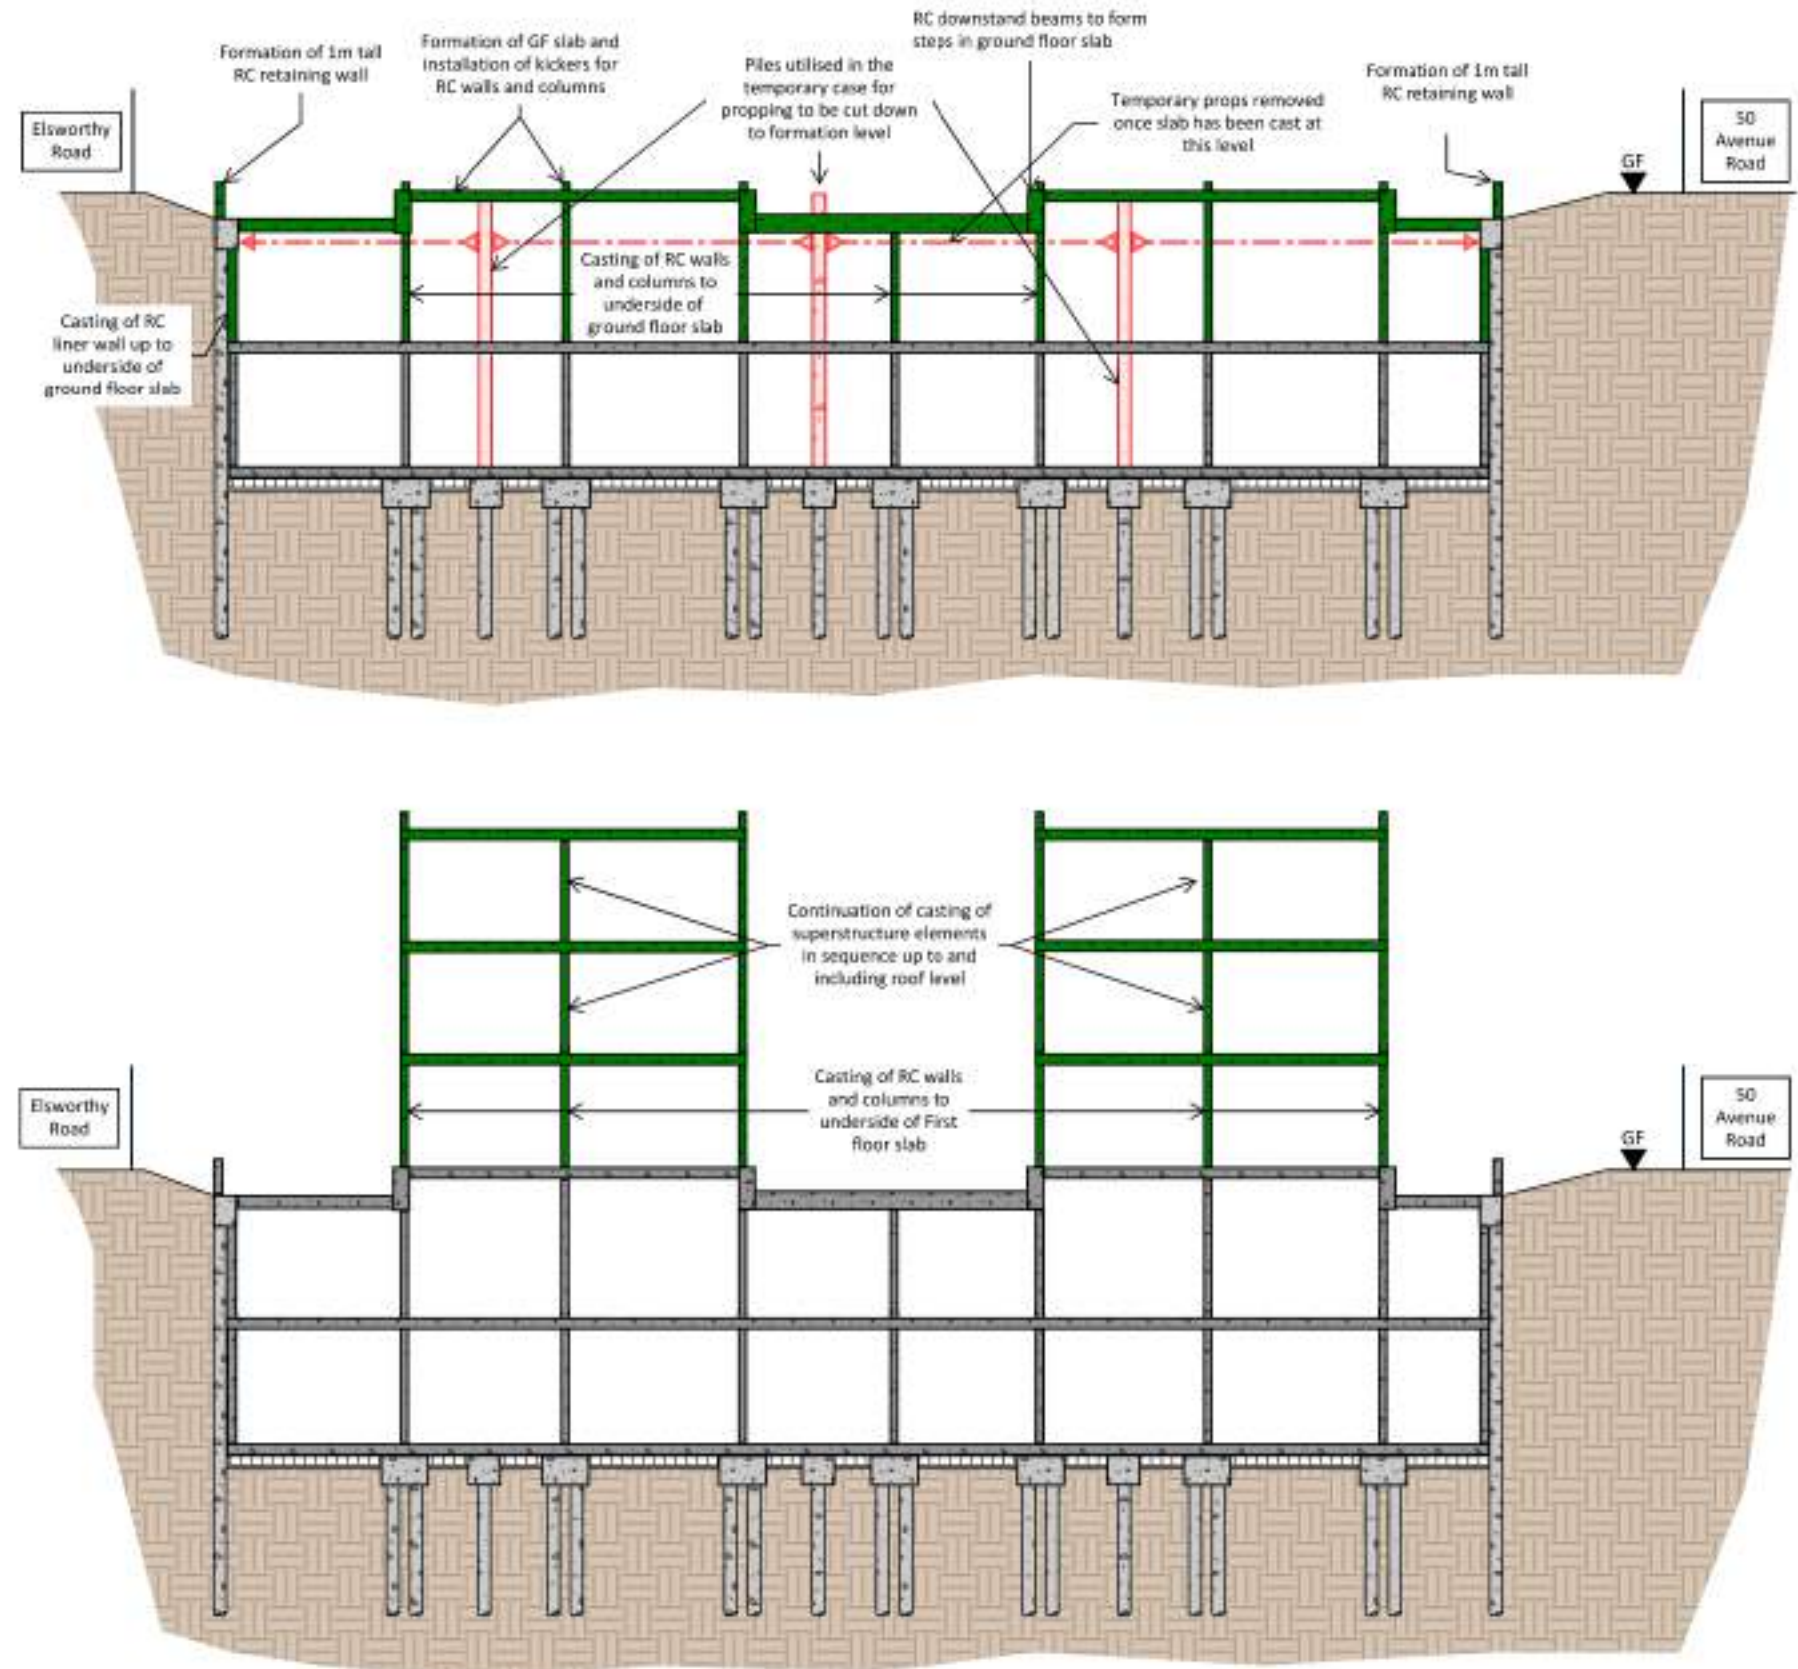 Formation of 1m tall
RC retaining wall
Formation of GF slab and
installation of kickers for
RC walls and columns
Piles utilised in the
temporary case for
propping to be cut down
to formation level
RC downstand beams to form
steps in ground floor slab
Temporary props removed
once slab has been cast at
this level
Formation of 1m tall
RC retaining wall
Elsworthy
Road
GF
50
Avenue
Road
Casting of RC walls
and columns to
underside of
ground floor slab
Casting of RC
liner wall up to
underside of
ground floor slab
Continuation of casting of
superstructure elements
in sequence up to and
including roof level
Casting of RC walls
and columns to
underside of First
floor slab
Elsworthy
Road
GF
50
Avenue
Road